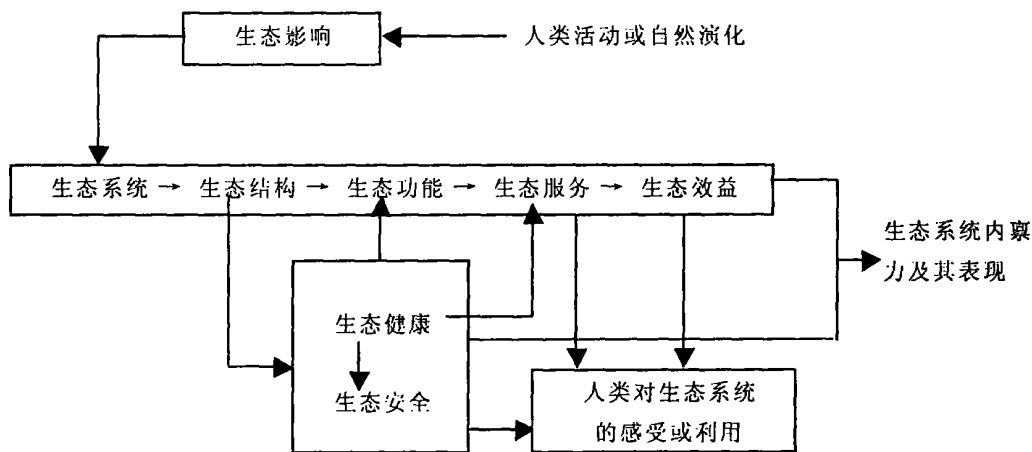 生态影响
人类活动或自然演化
生态系统→生态结构→生态功能→生态服务→生态效益
生态系统内禀
力及其表现
生态健康
生态安全
人类对生态系统
的感受或利用